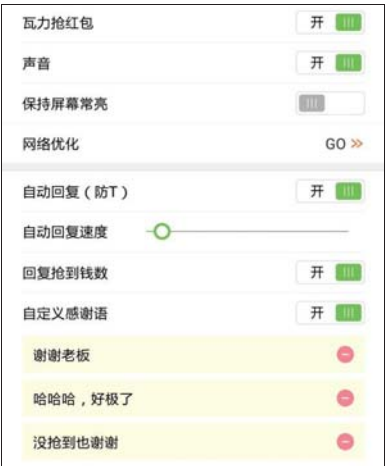 瓦力抢红包 开
声音 开
保持屏幕常亮
网络优化 GO »
自动回复（防T） 开
自动回复速度
回复抢到钱数 开
自定义感谢语 开
谢谢老板
哈哈哈，好极了
没抢到也谢谢